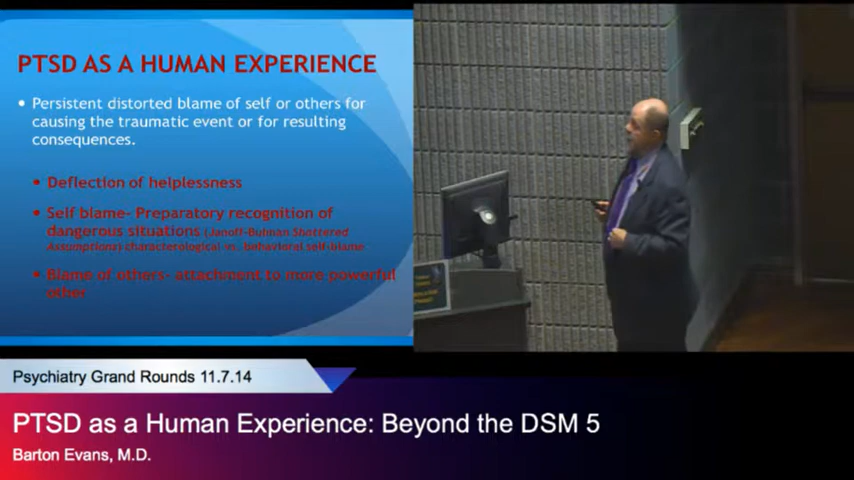 PTSD AS A HUMAN EXPERIENCE
Persistent distorted blame of self or others for
causing the traumatic event or for resulting
consequences.
Deflection of helplessness
Self blame- Preparatory recognition of
dangerous situations (Janoff-Bulman Shattered
Assumptions characterological vs. behavioral self-blame
Blame of others- attachment to more powerful
other
Psychiatry Grand Rounds 11.7.14
PTSD as a Human Experience: Beyond the DSM 5
Barton Evans, M.D.